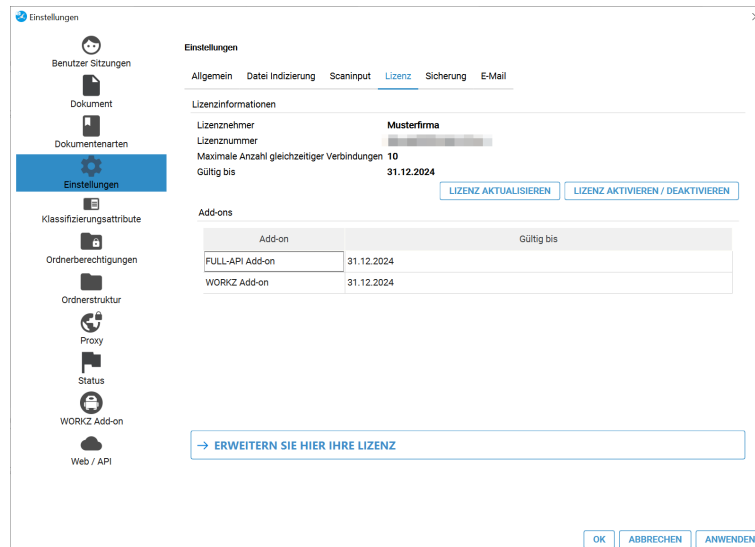 Einstellungen
Benutzer Sitzungen
Dokument
Dokumentenarten
Einstellungen
Klassifizierungsattribute
Ordnerberechtigungen
Ordnerstruktur
Proxy
Status
WORKZ Add-on
Web / API
Einstellungen
Allgemein Datei Indizierung Scaninput Lizenz Sicherung E-Mail
Lizenzinformationen
Lizenznehmer Musterfirma
Lizenznummer
Maximale Anzahl gleichzeitiger Verbindungen 10
Gültig bis 31.12.2024
LIZENZ AKTUALISIEREN LIZENZ AKTIVIEREN / DEAKTIVIEREN
Add-ons
Add-on Gültig bis
FULL-API Add-on 31.12.2024
WORKZ Add-on 31.12.2024
→ ERWEITERN SIE HIER IHRE LIZENZ
OK ABBRECHEN ANWENDEN